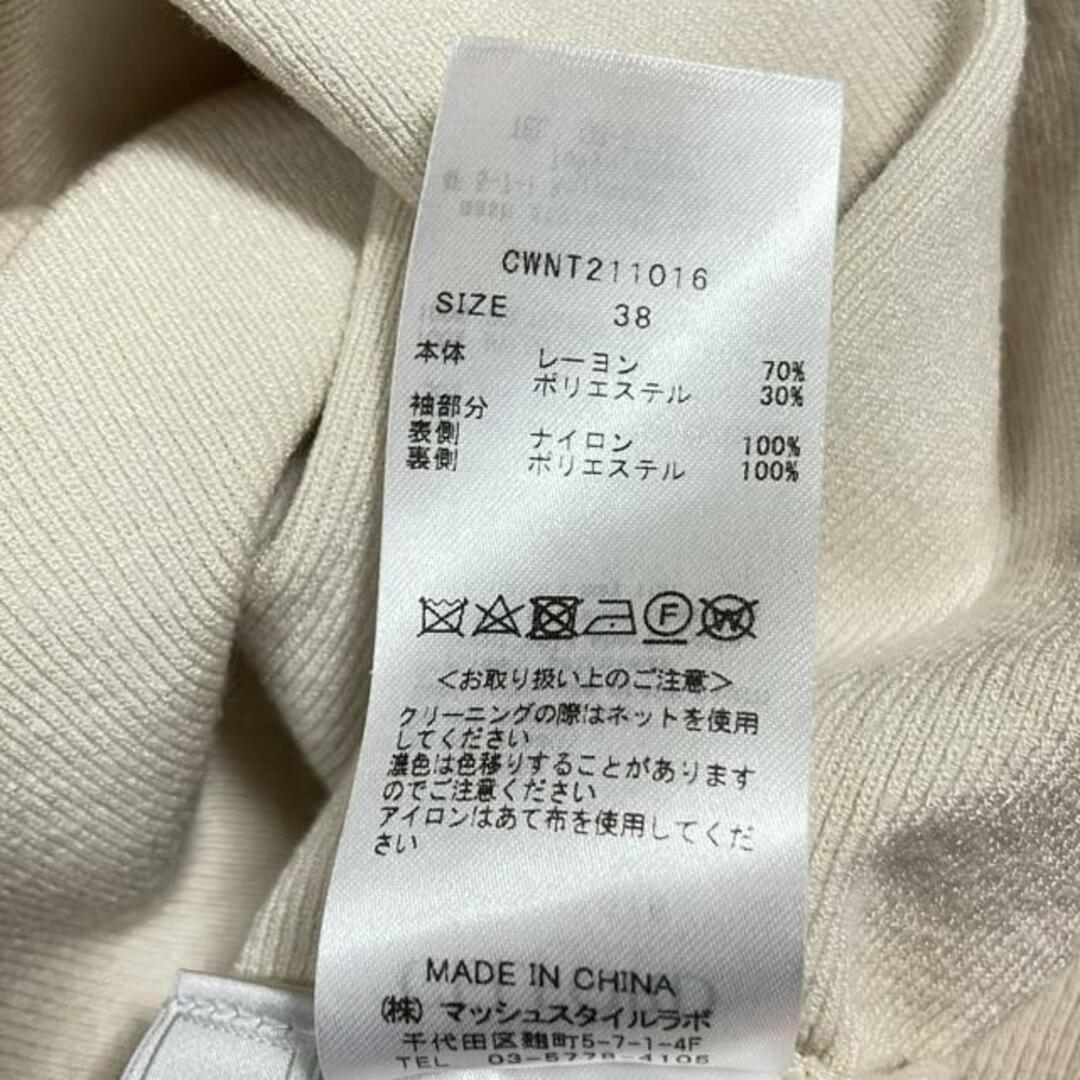 CWNT211016
SIZE 38
本体 レーヨン 70%
ポリエステル 30%
袖部分
表側 ナイロン 100%
裏側 ポリエステル 100%
F W
<お取り扱い上のご注意>
クリーニングの際はネットを使用
してください
濃色は色移りすることがあります
のでご注意ください
アイロンはあて布を使用してくだ
さい
MADE IN CHINA
(株) マッシュスタイルラボ
千代田区麹町5-7-1-4F
TEL 03-5778-4105